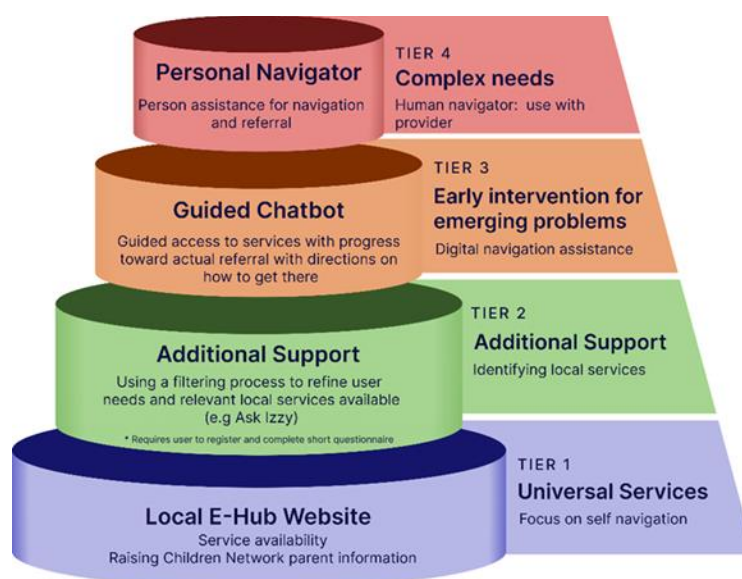 Personal Navigator
Person assistance for navigation
and referral
TIER 4
Complex needs
Human navigator:  use with
provider
Guided Chatbot
Guided access to services with progress
toward actual referral with directions on
how to get there
TIER 3
Early intervention for
emerging problems
Digital navigation assistance
Additional Support
Using a filtering process to refine user
needs and relevant local services available
(e.g Ask Izzy)
* Requires user to register and complete short questionnaire
TIER 2
Additional Support
Identifying local services
Local E-Hub Website
Service availability
Raising Children Network parent information
TIER 1
Universal Services
Focus on self navigation